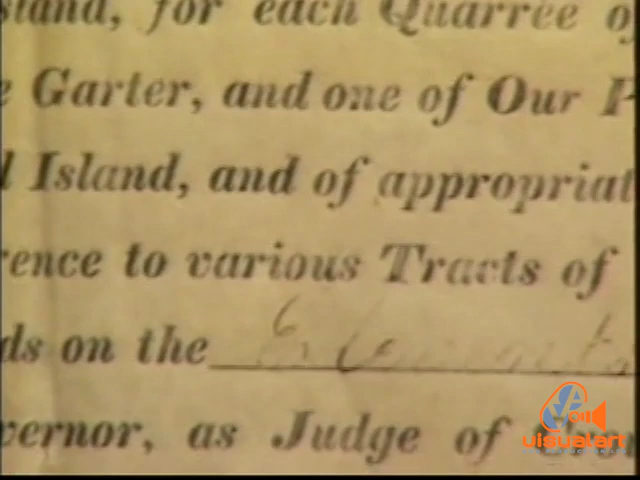 sland, for each Quarree of
e Garter, and one of Our P
l Island, and of appropriat
rence to various Tracts of
ds on the
vernor, as Judge of
visualart